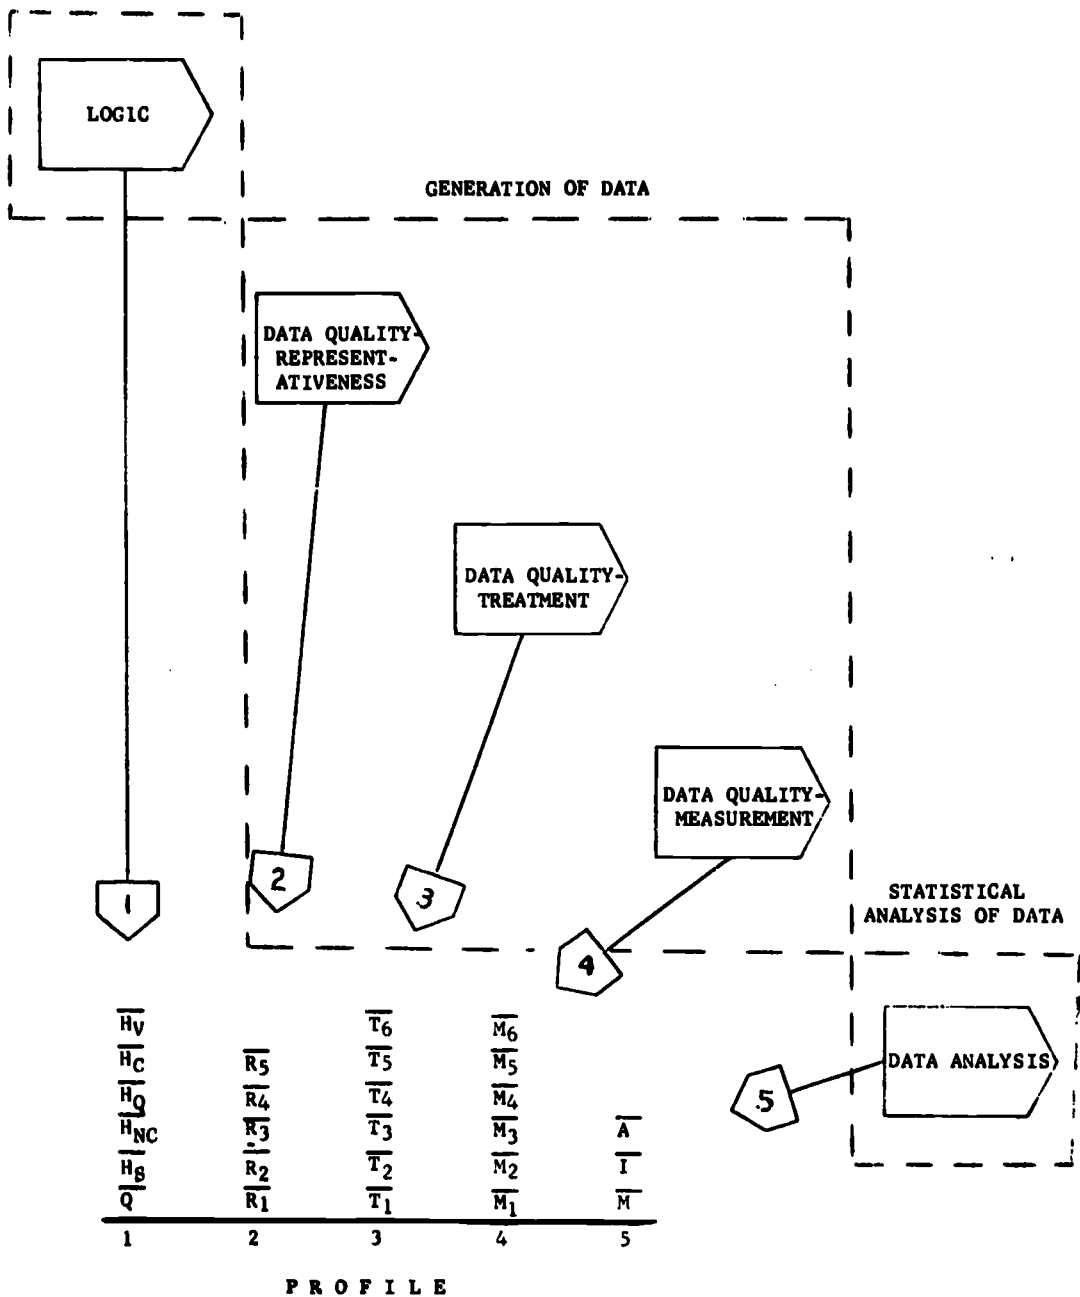 LOGIC
GENERATION OF DATA
DATA QUALITY-
REPRESENT-
ATIVENESS
DATA QUALITY-
TREATMENT
DATA QUALITY-
MEASUREMENT
STATISTICAL
ANALYSIS OF DATA
DATA ANALYSIS
1
2
3
4
5
HV T6 M6
HC R5 T5 M5
HQ R4 T4 M4
HNC R3 T3 M3 A
HS R2 T2 M2 I
Q R1 T1 M1 M
1 2 3 4 5
PROFILE